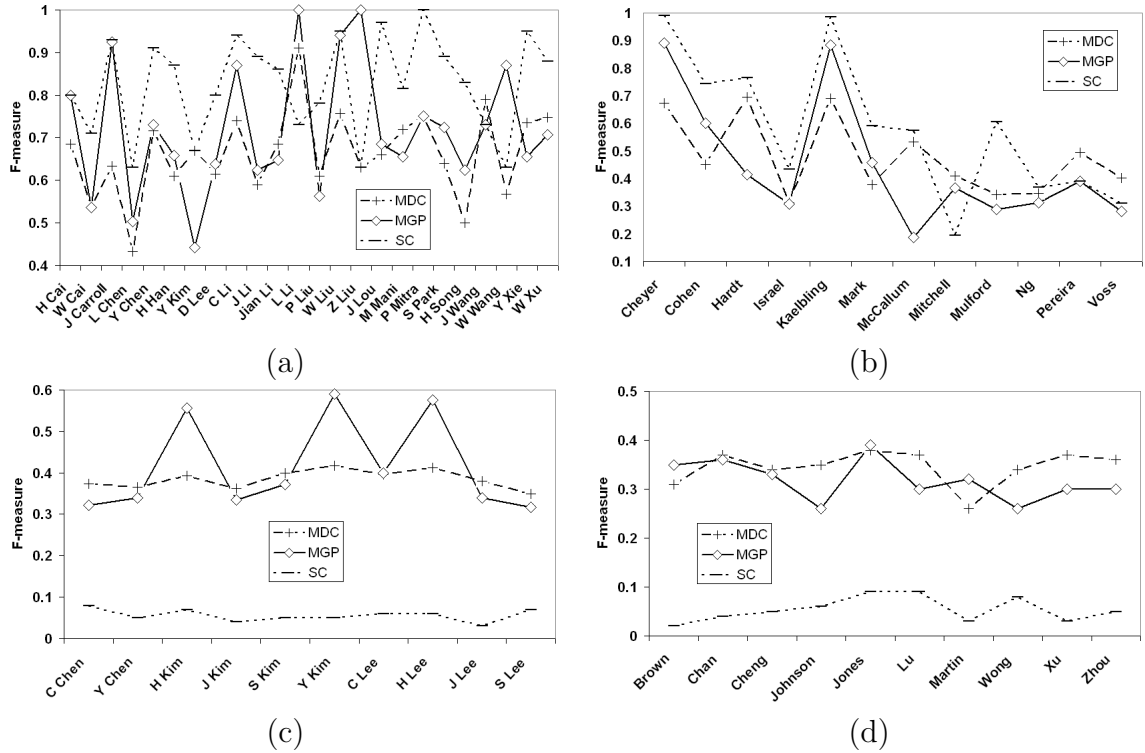 1
0.9
0.8
0.7
0.6
0.5
0.4
F-measure
MDC
MGP
SC
H Cai
W Cai
J Carroll
L Chen
Y Chen
H Han
Y Kim
D Lee
C Li
J Li
Jian Li
L Li
P Liu
W Liu
Z Liu
J Lou
M Mani
P Mitra
S Park
H Song
J Wang
W Wang
Y Xie
W Xu
(a)
1
0.9
0.8
0.7
0.6
0.5
0.4
0.3
0.2
0.1
F-measure
MDC
MGP
SC
Cheyer
Cohen
Hardt
Israel
Kaelbling
Mark
McCallum
Mitchell
Mulford
Ng
Pereira
Voss
(b)
0.6
0.5
0.4
0.3
0.2
0.1
0
F-measure
MDC
MGP
SC
C Chen
Y Chen
H Kim
J Kim
S Kim
Y Kim
C Lee
H Lee
J Lee
S Lee
(c)
0.5
0.4
0.3
0.2
0.1
0
F-measure
MDC
MGP
SC
Brown
Chan
Cheng
Johnson
Jones
Lu
Martin
Wong
Xu
Zhou
(d)